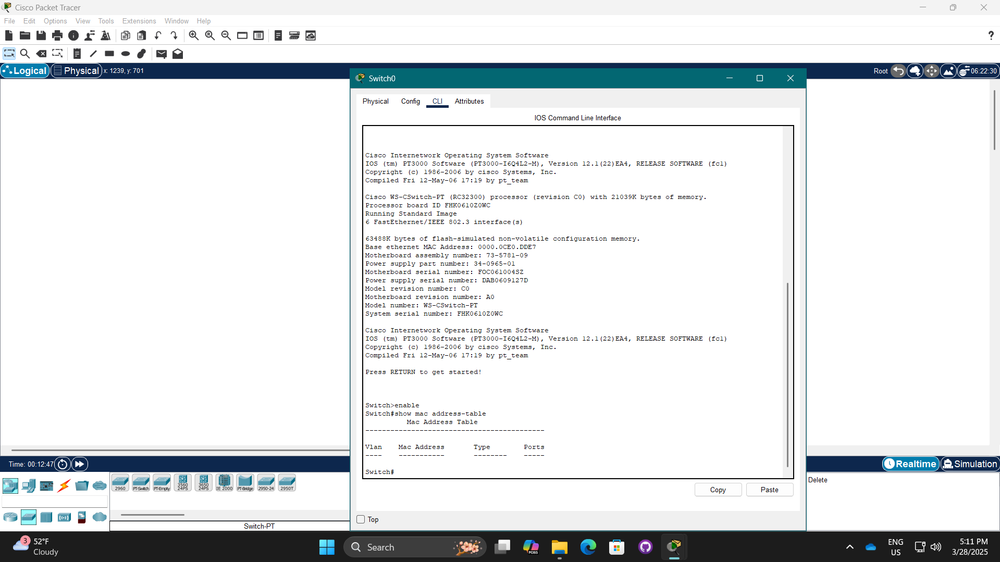 Cisco Packet Tracer
File Edit Options View Tools Extensions Window Help
?
Logical Physical x: 1239, y: 701
Root 06:22:30
Switch0
Physical Config CLI Attributes
IOS Command Line Interface
Cisco Internetwork Operating System Software
IOS (tm) PT3000 Software (PT3000-I6Q4L2-M), Version 12.1(22)EA4, RELEASE SOFTWARE (fc1)
Copyright (c) 1986-2006 by cisco Systems, Inc.
Compiled Fri 12-May-06 17:19 by pt_team
Cisco WS-CSwitch-PT (RC32300) processor (revision C0) with 21039K bytes of memory.
Processor board ID FHK0610Z0WC
Running Standard Image
6 FastEthernet/IEEE 802.3 interface(s)
63488K bytes of flash-simulated non-volatile configuration memory.
Base ethernet MAC Address: 0000.0CE0.DDE7
Motherboard assembly number: 73-5781-09
Power supply part number: 34-0965-01
Motherboard serial number: FOC061004SZ
Power supply serial number: DAB0609127D
Model revision number: C0
Motherboard revision number: A0
Model number: WS-CSwitch-PT
System serial number: FHK0610Z0WC
Cisco Internetwork Operating System Software
IOS (tm) PT3000 Software (PT3000-I6Q4L2-M), Version 12.1(22)EA4, RELEASE SOFTWARE (fc1)
Copyright (c) 1986-2006 by cisco Systems, Inc.
Compiled Fri 12-May-06 17:19 by pt_team
Press RETURN to get started!
Switch>enable
Switch#show mac address-table
Mac Address Table
-------------------------------------------
Vlan Mac Address Type Ports
---- ----------- -------- -----
Switch#
Copy Paste
Top
Time: 00:12:47
Realtime Simulation
2960 PT-Switch PT-Empty 3560 24PS 3650 24PS IE 2000 PT-Bridge 2950-24 2950T
Switch-PT
Delete
3 52°F
Cloudy
Search
M365
ENG
US
5:11 PM
3/28/2025